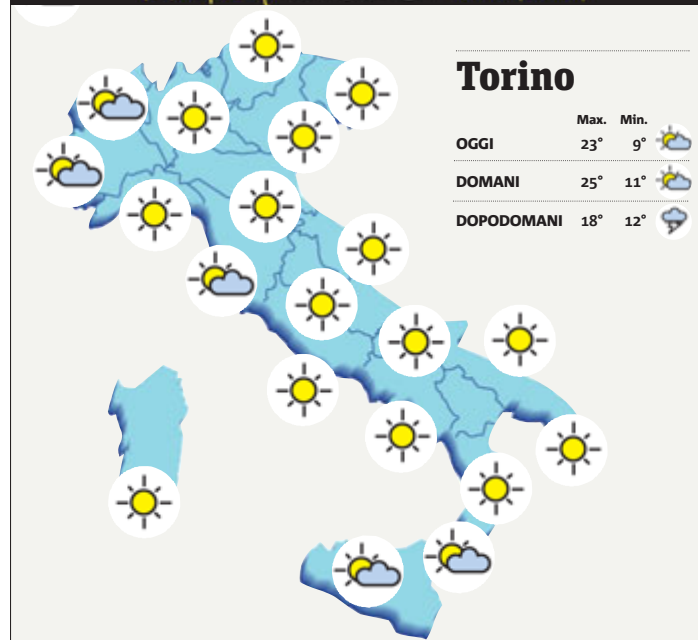 Torino
Max. Min.
OGGI 23° 9°
DOMANI 25° 11°
DOPODOMANI 18° 12°